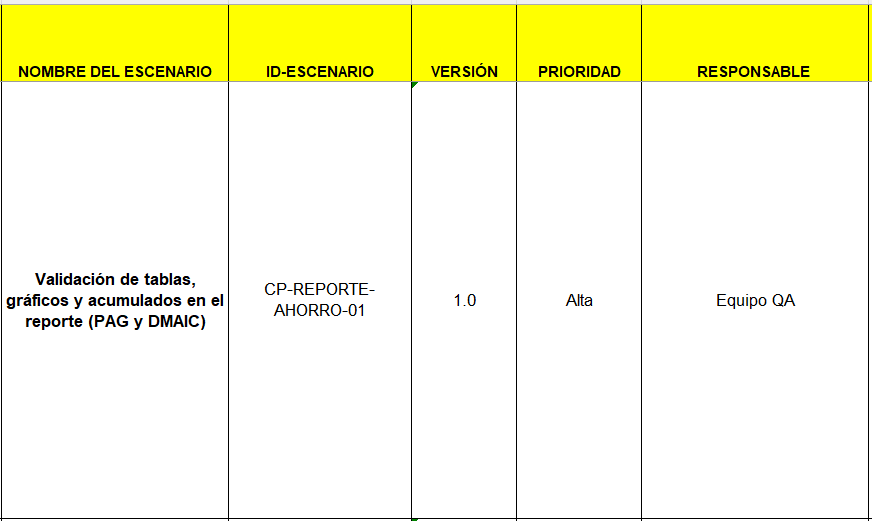 NOMBRE DEL ESCENARIO
ID-ESCENARIO
VERSIÓN
PRIORIDAD
RESPONSABLE
Validación de tablas,
gráficos y acumulados en el
reporte (PAG y DMAIC)
CP-REPORTE-
AHORRO-01
1.0
Alta
Equipo QA